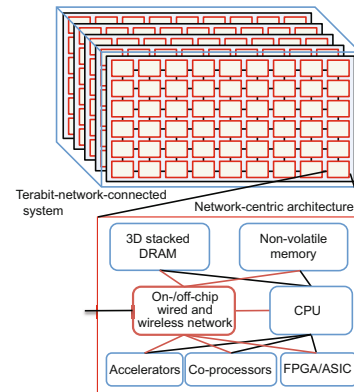 Terabit-network-connected
system
Network-centric architecture
3D stacked
DRAM
Non-volatile
memory
On-/off-chip
wired and
wireless network
CPU
Accelerators
Co-processors
FPGA/ASIC